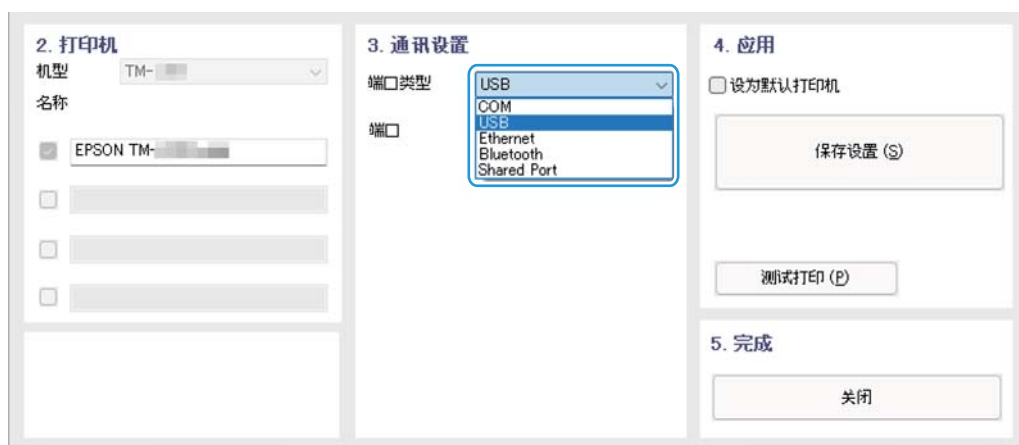 2. 打印机
机型 TM-
名称
EPSON TM-
3. 通讯设置
端口类型 USB
COM
USB
Ethernet
Bluetooth
Shared Port
端口
4. 应用
设为默认打印机
保存设置 (S)
测试打印 (P)
5. 完成
关闭